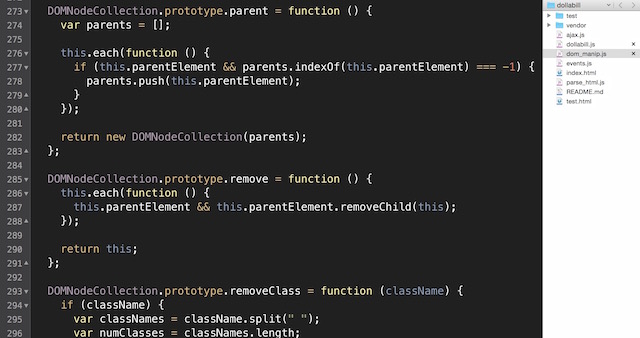 273 DOMNodeCollection.prototype.parent = function () {
274 var parents = [];
275
276 this.each(function () {
277 if (this.parentElement && parents.indexOf(this.parentElement) === -1) {
278 parents.push(this.parentElement);
279 }
280 });
281
282 return new DOMNodeCollection(parents);
283 };
284
285 DOMNodeCollection.prototype.remove = function () {
286 this.each(function () {
287 this.parentElement && this.parentElement.removeChild(this);
288 });
289
290 return this;
291 };
292
293 DOMNodeCollection.prototype.removeClass = function (className) {
294 if (className) {
295 var classNames = className.split(" ");
296 var numClasses = classNames.length;
dollabill
test
vendor
ajax.js
dollabill.js
dom_manip.js
events.js
index.html
parse_html.js
README.md
test.html